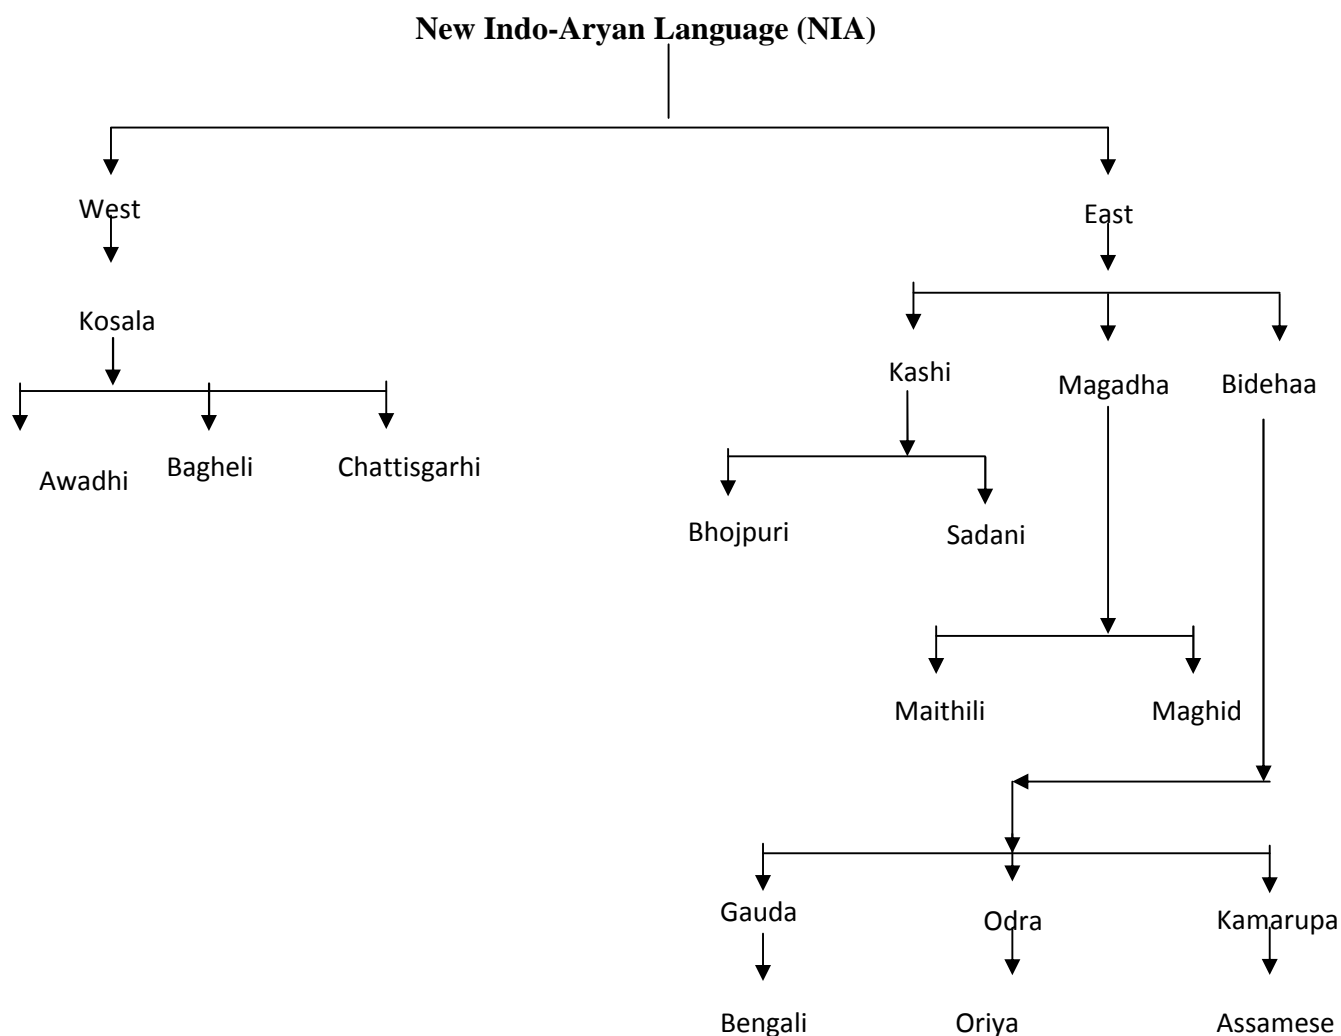 New Indo-Aryan Language (NIA)
West
East
Kosala
Kashi
Magadha
Bidehaa
Awadhi
Bagheli
Chattisgarhi
Bhojpuri
Sadani
Maithili
Maghid
Gauda
Odra
Kamarupa
Bengali
Oriya
Assamese